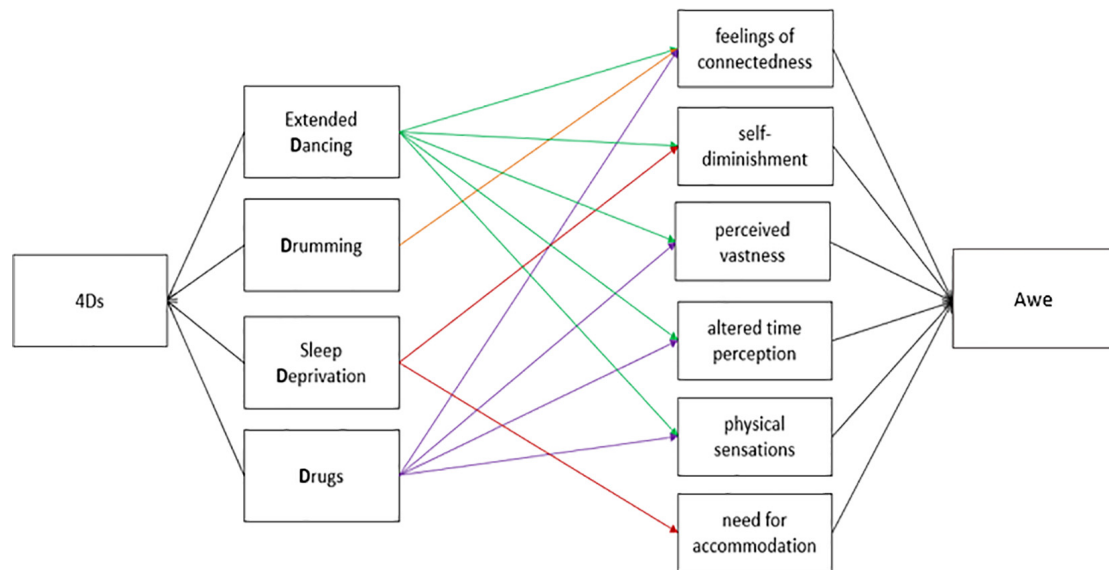 4Ds
Extended
Dancing
Drumming
Sleep
Deprivation
Drugs
feelings of
connectedness
self-
diminishment
perceived
vastness
altered time
perception
physical
sensations
need for
accommodation
Awe